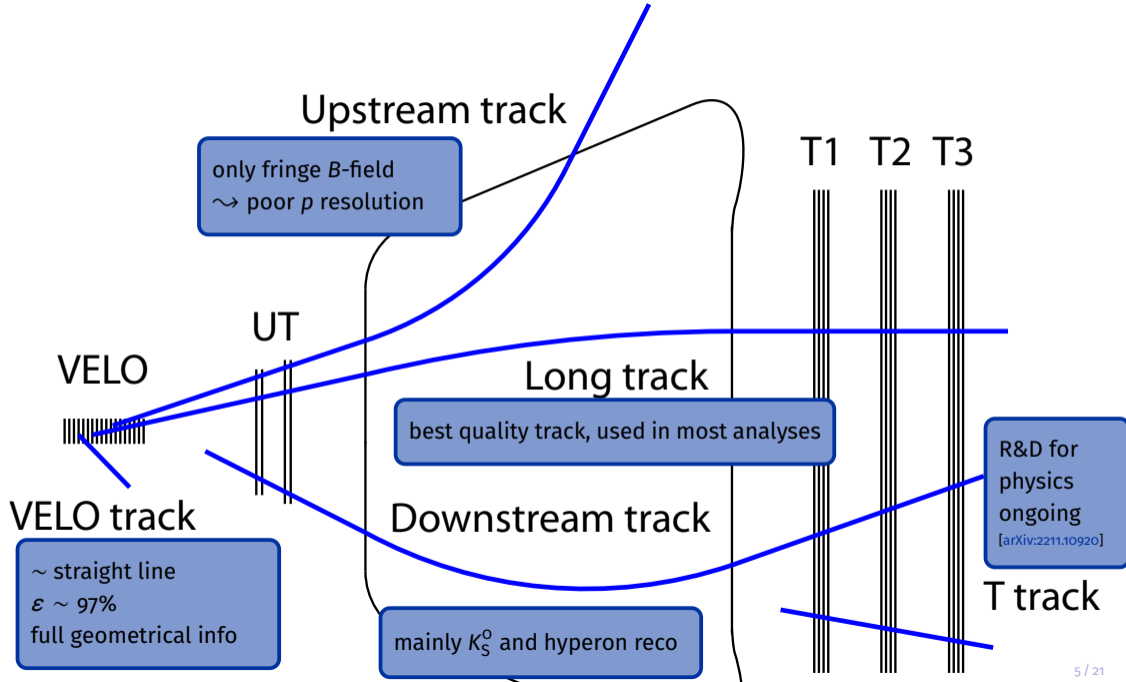 Upstream track
only fringe B-field
⤳ poor p resolution
T1 T2 T3
UT
VELO
Long track
best quality track, used in most analyses
R&D for
physics
ongoing
[arXiv:2211.10920]
VELO track
Downstream track
∼ straight line
ε ∼ 97%
full geometrical info
T track
mainly K⁰S and hyperon reco
5 / 21